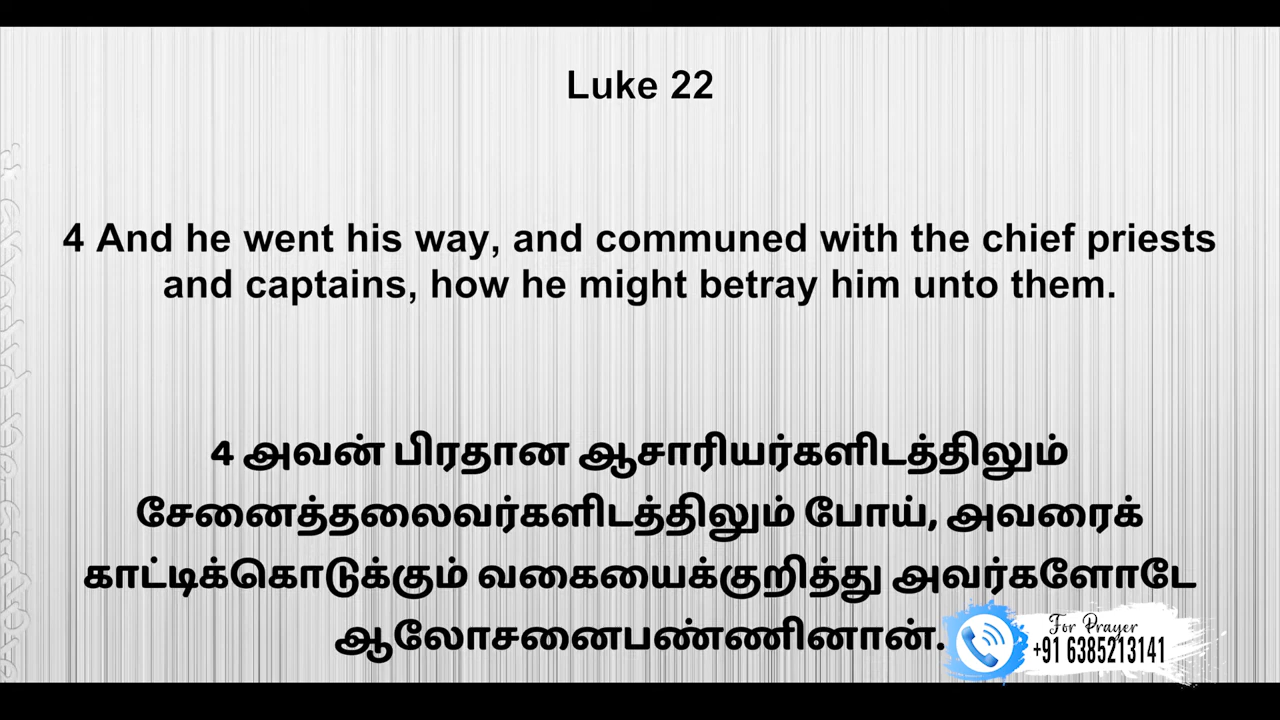 Luke 22
4 And he went his way, and communed with the chief priests
and captains, how he might betray him unto them.
4 அவன் பிரதான ஆசாரியர்களிடத்திலும்
சேனைத்தலைவர்களிடத்திலும் போய், அவரைக்
காட்டிக்கொடுக்கும் வகையைக்குறித்து அவர்களோடே
ஆலோசனைபண்ணினான்.
For Prayer
+91 6385213141